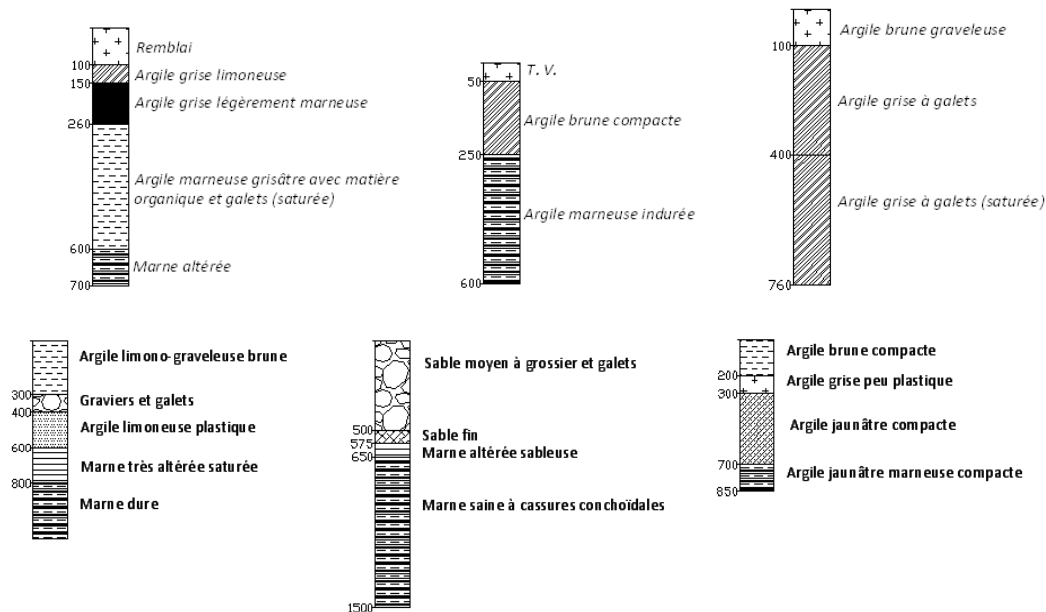 Remblai
100
Argile grise limoneuse
150
Argile grise légèrement marneuse
260
Argile marneuse grisâtre avec matière
organique et galets (saturée)
600
Marne altérée
700
T. V.
50
Argile brune compacte
250
Argile marneuse indurée
600
Argile brune graveleuse
100
Argile grise à galets
400
Argile grise à galets (saturée)
760
Argile limono-graveleuse brune
300
Graviers et galets
400
Argile limoneuse plastique
600
Marne très altérée saturée
800
Marne dure
Sable moyen à grossier et galets
500
Sable fin
575
Marne altérée sableuse
650
Marne saine à cassures conchoïdales
1500
Argile brune compacte
200
Argile grise peu plastique
300
Argile jaunâtre compacte
700
Argile jaunâtre marneuse compacte
850